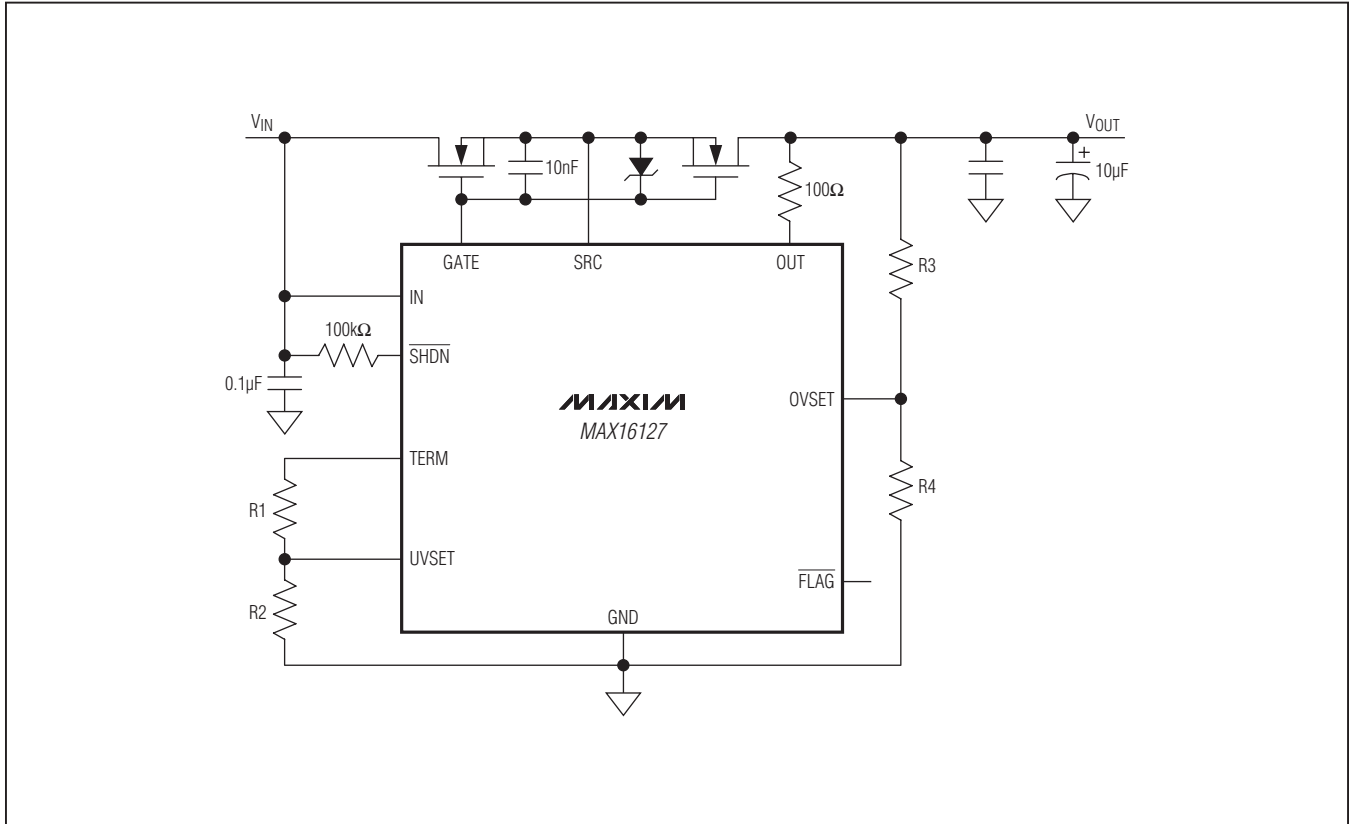 VIN
VOUT
10nF
100Ω
+
10µF
GATE
SRC
OUT
R3
IN
100kΩ
SHDN
0.1µF
MAXIM
MAX16127
OVSET
TERM
R1
R4
UVSET
FLAG
R2
GND